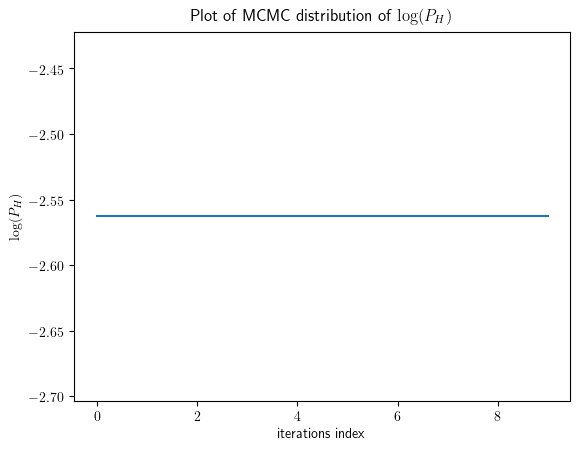 Plot of MCMC distribution of log(P_H)
log(P_H)
−2.45
−2.50
−2.55
−2.60
−2.65
−2.70
0 2 4 6 8
iterations index